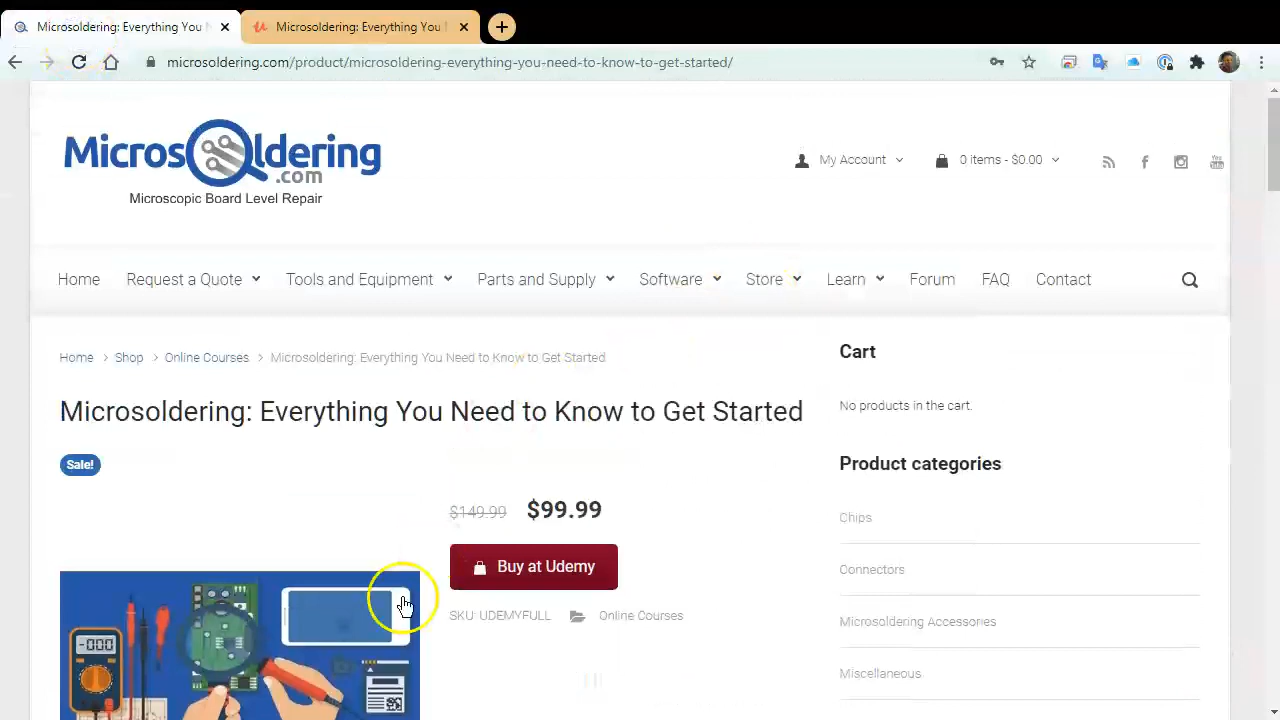 Microsoldering: Everything You N
Microsoldering: Everything You
microsoldering.com/product/microsoldering-everything-you-need-to-know-to-get-started/
Microsoldering
.com
Microscopic Board Level Repair
My Account
0 items - $0.00
You Tube
Home
Request a Quote
Tools and Equipment
Parts and Supply
Software
Store
Learn
Forum
FAQ
Contact
Home > Shop > Online Courses > Microsoldering: Everything You Need to Know to Get Started
Microsoldering: Everything You Need to Know to Get Started
Sale!
$149.99 $99.99
Buy at Udemy
SKU: UDEMYFULL
Online Courses
-000
Cart
No products in the cart.
Product categories
Chips
Connectors
Microsoldering Accessories
Miscellaneous